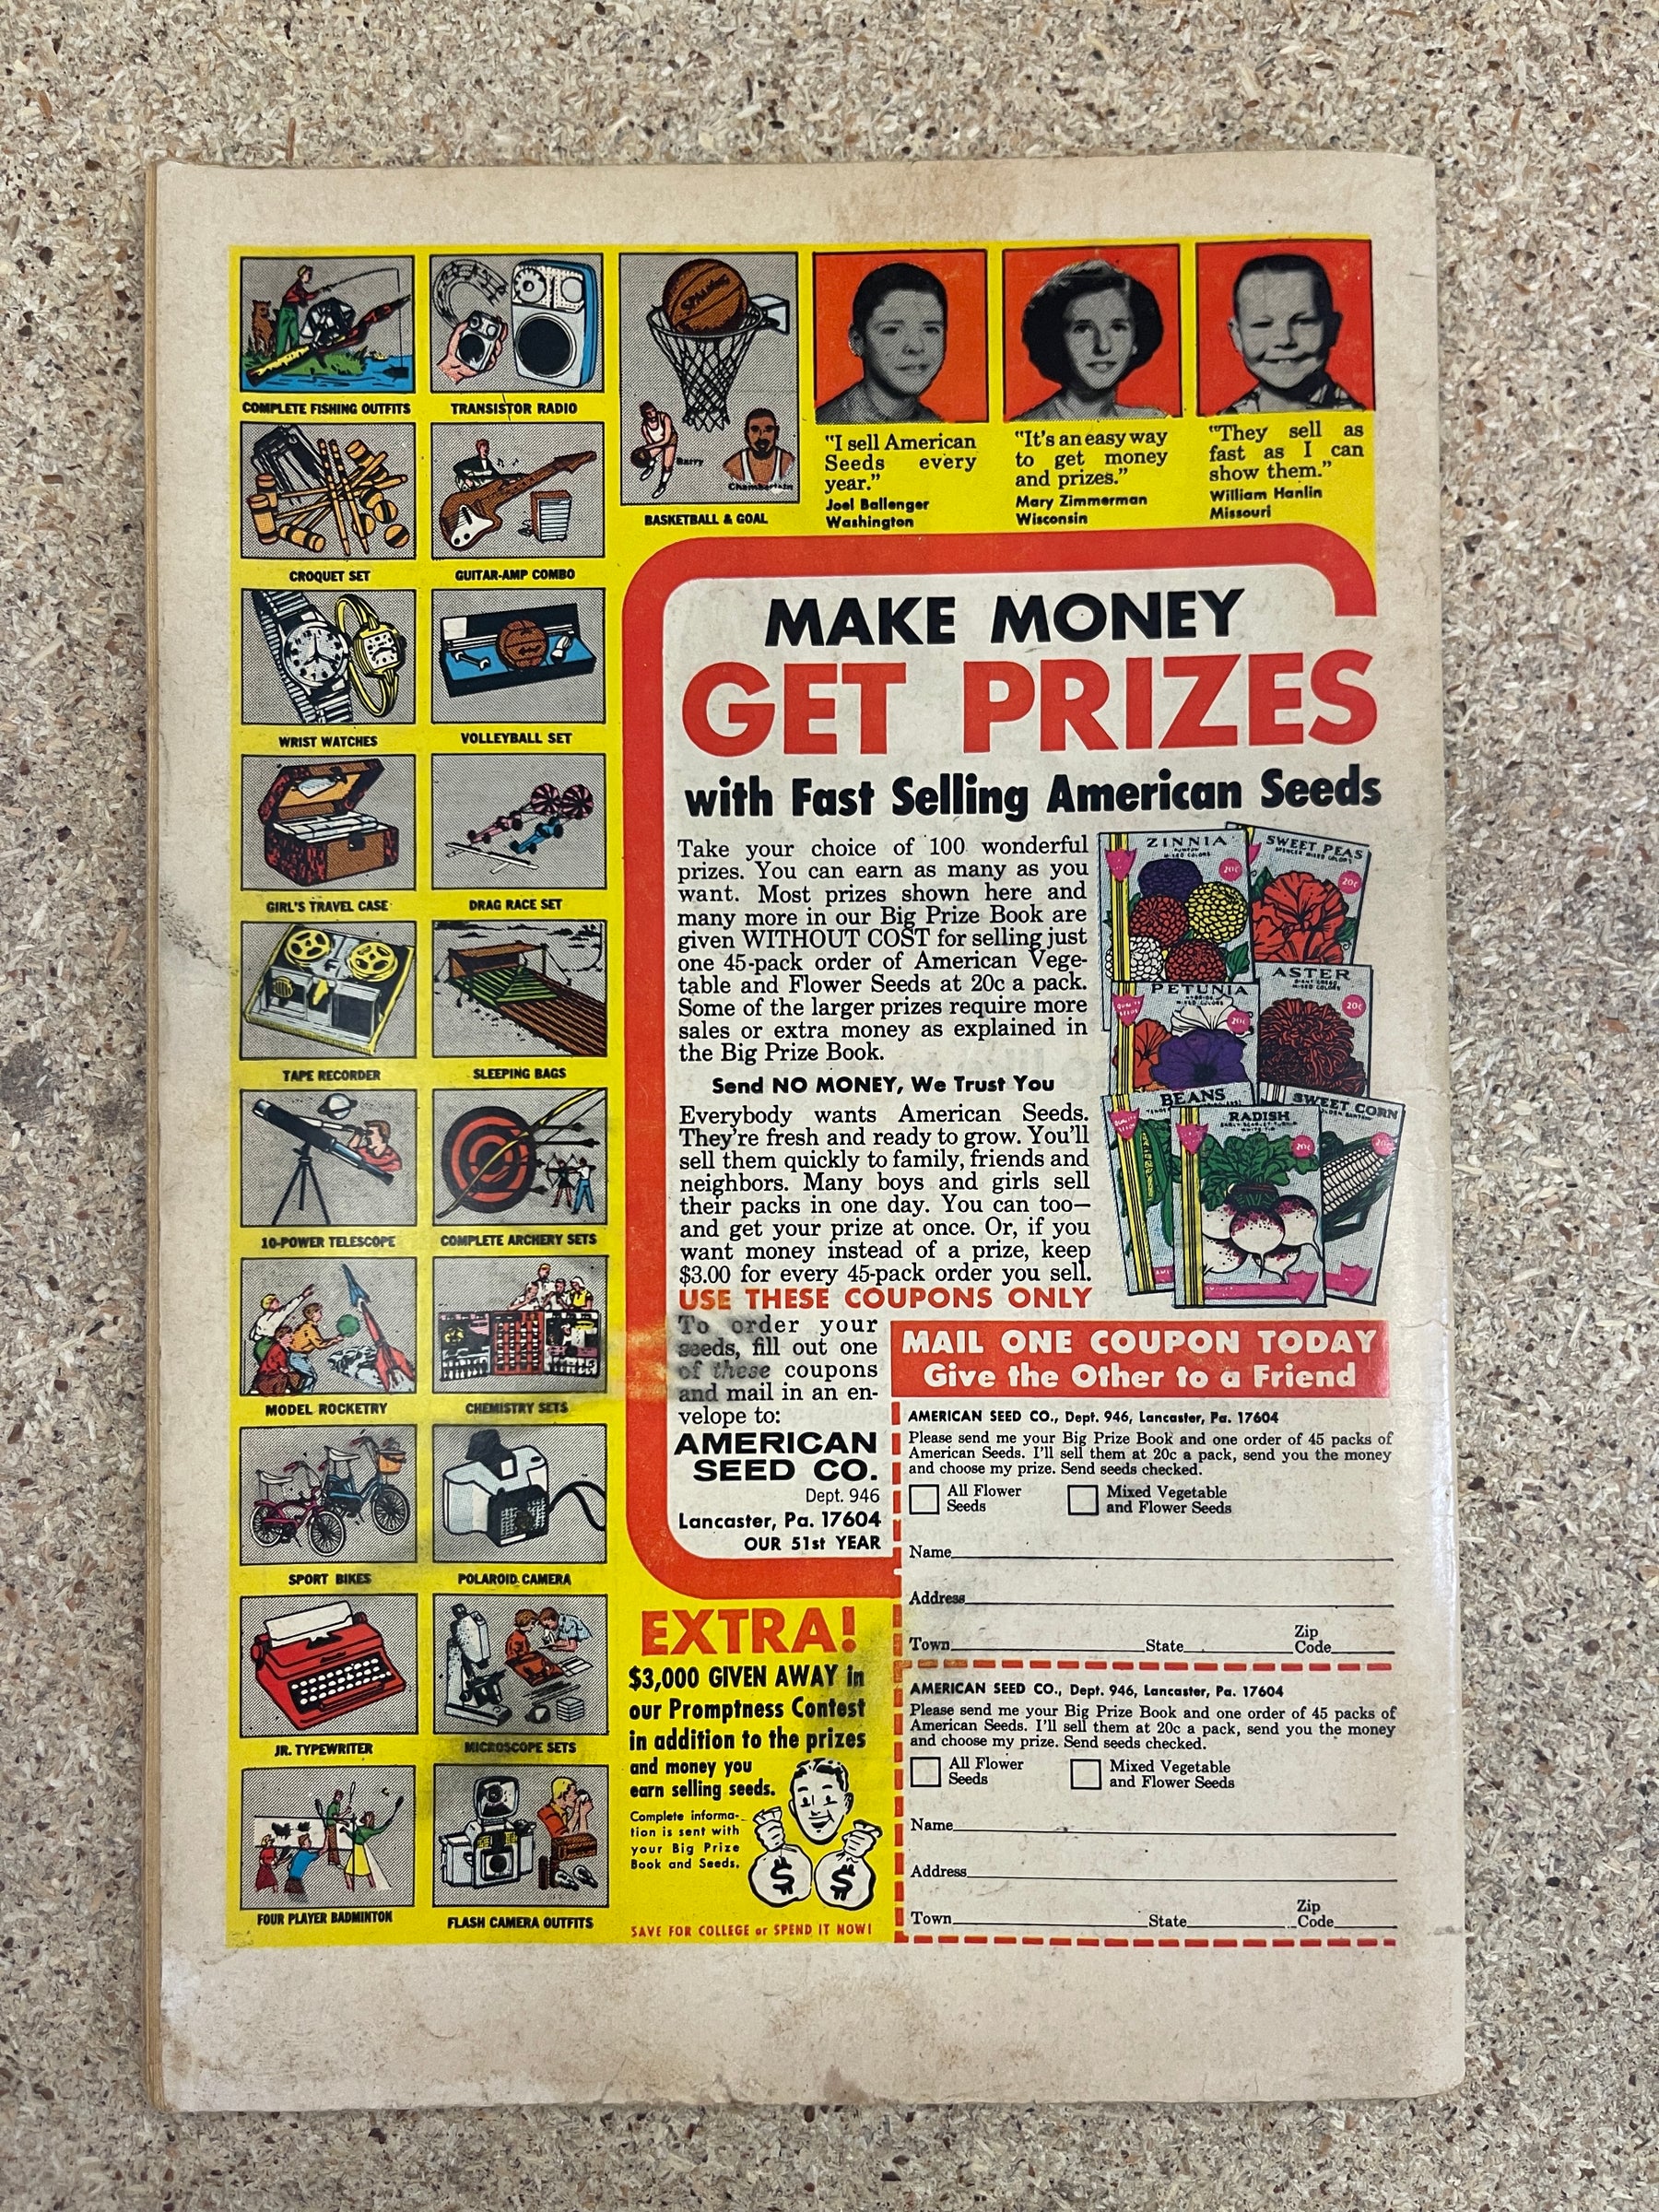 COMPLETE FISHING OUTFITS
TRANSISTOR RADIO
CROQUET SET
GUITAR-AMP COMBO
WRIST WATCHES
VOLLEYBALL SET
GIRL'S TRAVEL CASE
DRAG RACE SET
TAPE RECORDER
SLEEPING BAGS
10-POWER TELESCOPE
COMPLETE ARCHERY SETS
MODEL ROCKETRY
CHEMISTRY SETS
SPORT BIKES
POLAROID CAMERA
JR. TYPEWRITER
MICROSCOPE SETS
FOUR PLAYER BADMINTON
FLASH CAMERA OUTFITS
SPALDING
Barry
Chamberlain
BASKETBALL & GOAL
"I sell American
Seeds every
year."
Joel Ballenger
Washington
"It's an easy way
to get money
and prizes."
Mary Zimmerman
Wisconsin
"They sell as
fast as I can
show them."
William Hanlin
Missouri
MAKE MONEY
GET PRIZES
with Fast Selling American Seeds
Take your choice of 100 wonderful
prizes. You can earn as many as you
want. Most prizes shown here and
many more in our Big Prize Book are
given WITHOUT COST for selling just
one 45-pack order of American Vege-
table and Flower Seeds at 20c a pack.
Some of the larger prizes require more
sales or extra money as explained in
the Big Prize Book.
Send NO MONEY, We Trust You
Everybody wants American Seeds.
They're fresh and ready to grow. You'll
sell them quickly to family, friends and
neighbors. Many boys and girls sell
their packs in one day. You can too—
and get your prize at once. Or, if you
want money instead of a prize, keep
$3.00 for every 45-pack order you sell.
USE THESE COUPONS ONLY
To order your
seeds, fill out one
of these coupons
and mail in an en-
velope to:
AMERICAN
SEED CO.
Dept. 946
Lancaster, Pa. 17604
OUR 51st YEAR
ZINNIA
MIXED COLORS
20c
SWEET PEAS
SPENCER MIXED COLORS
20c
PETUNIA
MIXED COLORS
20c
ASTER
MIXED COLORS
20c
BEANS
RADISH
20c
SWEET CORN
20c
MAIL ONE COUPON TODAY
Give the Other to a Friend
AMERICAN SEED CO., Dept. 946, Lancaster, Pa. 17604
Please send me your Big Prize Book and one order of 45 packs of
American Seeds. I'll sell them at 20c a pack, send you the money
and choose my prize. Send seeds checked.
All Flower
Seeds
Mixed Vegetable
and Flower Seeds
Name
Address
Town State Zip
Code
AMERICAN SEED CO., Dept. 946, Lancaster, Pa. 17604
Please send me your Big Prize Book and one order of 45 packs of
American Seeds. I'll sell them at 20c a pack, send you the money
and choose my prize. Send seeds checked.
All Flower
Seeds
Mixed Vegetable
and Flower Seeds
Name
Address
Town State Zip
Code
EXTRA!
$3,000 GIVEN AWAY in
our Promptness Contest
in addition to the prizes
and money you
earn selling seeds.
Complete informa-
tion is sent with
your Big Prize
Book and Seeds.
$ $
SAVE FOR COLLEGE or SPEND IT NOW!